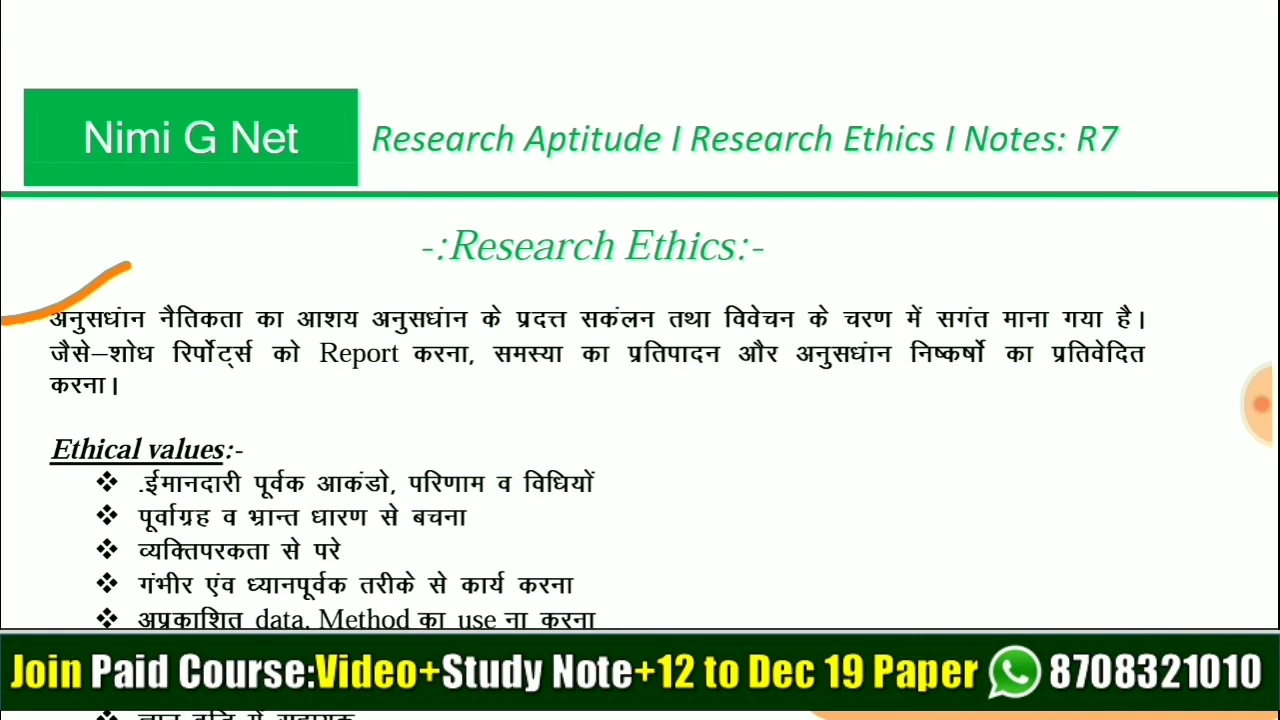 Nimi G Net
Research Aptitude I Research Ethics I Notes: R7
-:Research Ethics:-
अनुसधांन नैतिकता का आशय अनुसधांन के प्रदत्त सकंलन तथा विवेचन के चरण में सगंत माना गया है।
जैसे–शोध रिर्पोट्र्स को Report करना, समस्या का प्रतिपादन और अनुसधांन निष्कर्षो का प्रतिवेदित
करना।
Ethical values:-
❖ .ईमानदारी पूर्वक आकंडो, परिणाम व विधियों
❖ पूर्वाग्रह व भ्रान्त धारण से बचना
❖ व्यक्तिपरकता से परे
❖ गंभीर एंव ध्यानपूर्वक तरीके से कार्य करना
❖ अप्रकाशित data, Method का use ना करना
Join Paid Course:Video+Study Note+12 to Dec 19 Paper 8708321010